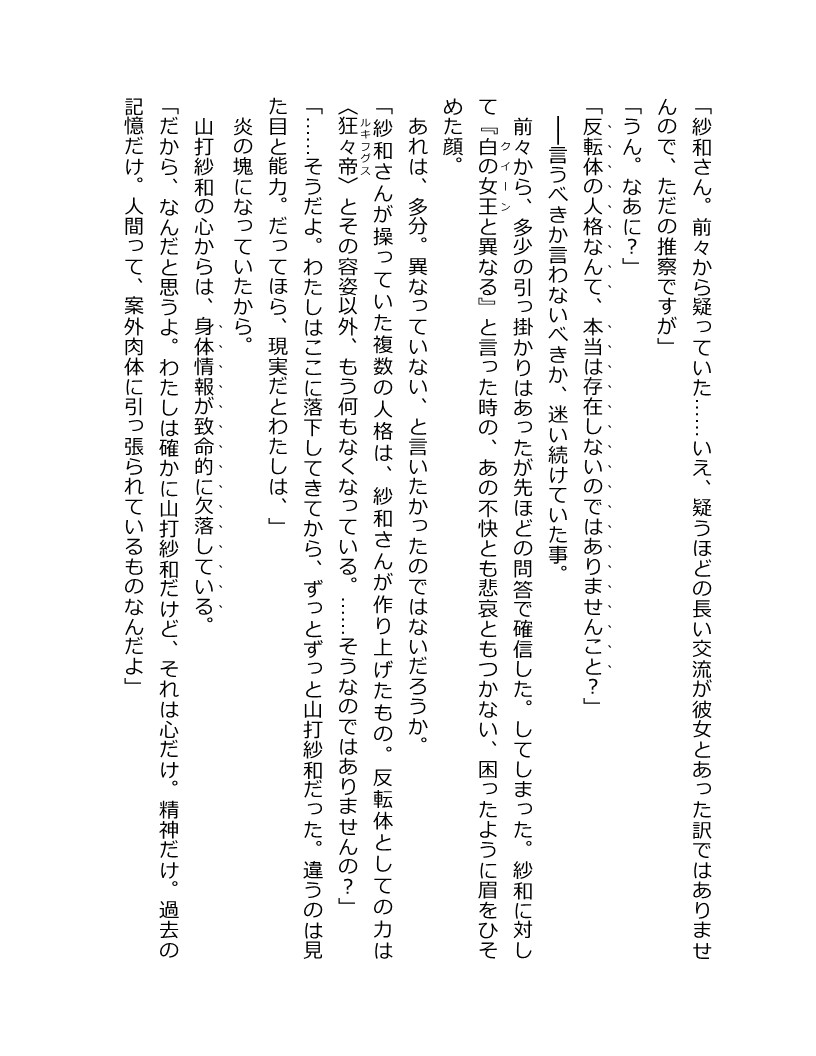 「紗和さん。前々から疑っていた……いえ、疑うほどの長い交流が彼女とあった訳ではありませ
んので、ただの推察ですが」
「うん。なあに？」
「反転体の人格なんて、本当は存在しないのではありませんこと？」
――言うべきか言わないべきか、迷い続けていた事。
前々から、多少の引っ掛かりはあったが先ほどの問答で確信した。してしまった。紗和に対し
て『白の女王と異なる』と言った時の、あの不快とも悲哀ともつかない、困ったように眉をひそ
クイーン
めた顔。
あれは、多分。異なっていない、と言いたかったのではないだろうか。
「紗和さんが操っていた複数の人格は、紗和さんが作り上げたもの。反転体としての力は
〈狂々帝〉とその容姿以外、もう何もなくなっている。……そうなのではありませんの？」
ルキフグス
「……そうだよ。わたしはここに落下してきてから、ずっとずっと山打紗和だった。違うのは見
た目と能力。だってほら、現実だとわたしは、」
炎の塊になっていたから。
山打紗和の心からは、身体情報が致命的に欠落している。
「だから、なんだと思うよ。わたしは確かに山打紗和だけど、それは心だけ。精神だけ。過去の
記憶だけ。人間って、案外肉体に引っ張られているものなんだよ」